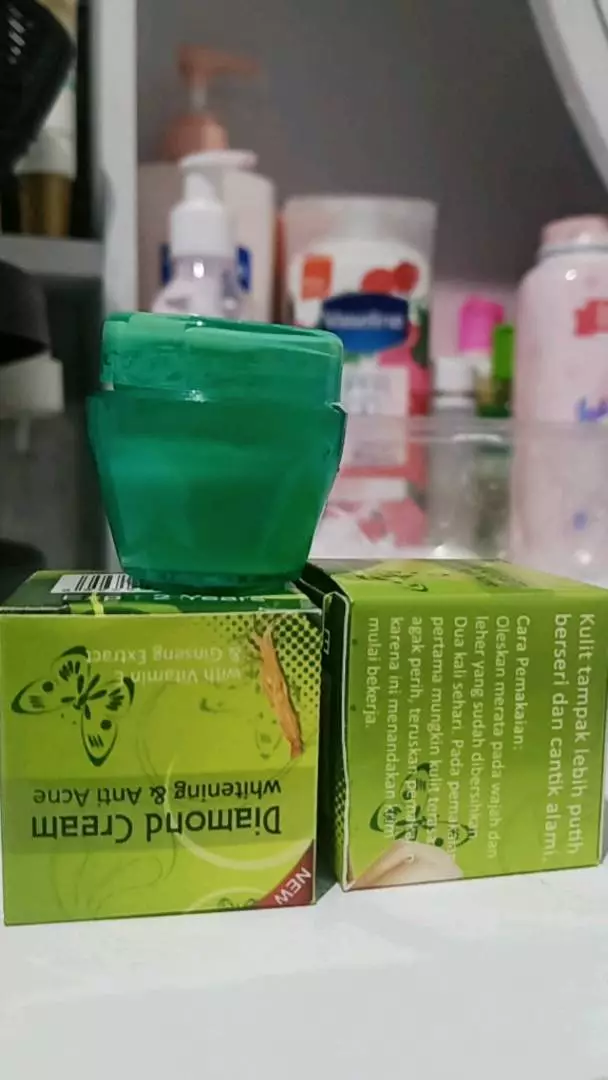 Diamond Cream
Whitening & Anti Acne
with Vitamin E
& Ginseng Extract
NEW
Kulit tampak lebih putih
berseri dan cantik alami.
Cara Pemakaian:
Oleskan merata pada wajah dan
leher yang sudah dibersihkan
Dua kali sehari. Pada
pertama mungkin kulit
agak perih, teruskan
karena ini menandakan
mulai bekerja.
Vaseline